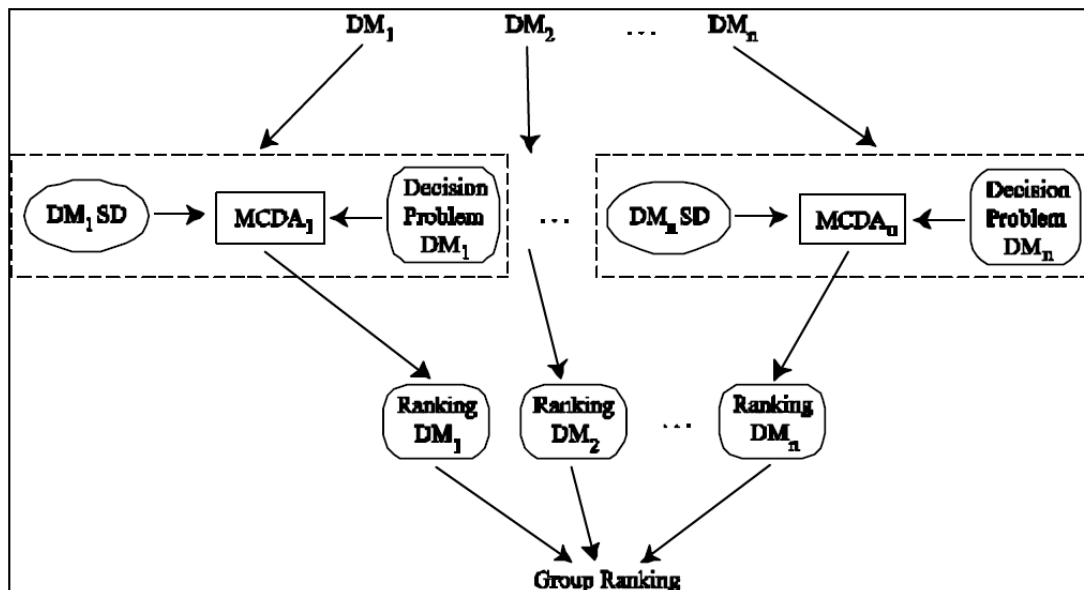 DM₁ DM₂ ... DMₙ
DM₁ SD
MCDA₁
Decision
Problem
DM₁
...
DMₙ SD
MCDAₙ
Decision
Problem
DMₙ
Ranking
DM₁
Ranking
DM₂
...
Ranking
DMₙ
Group Ranking